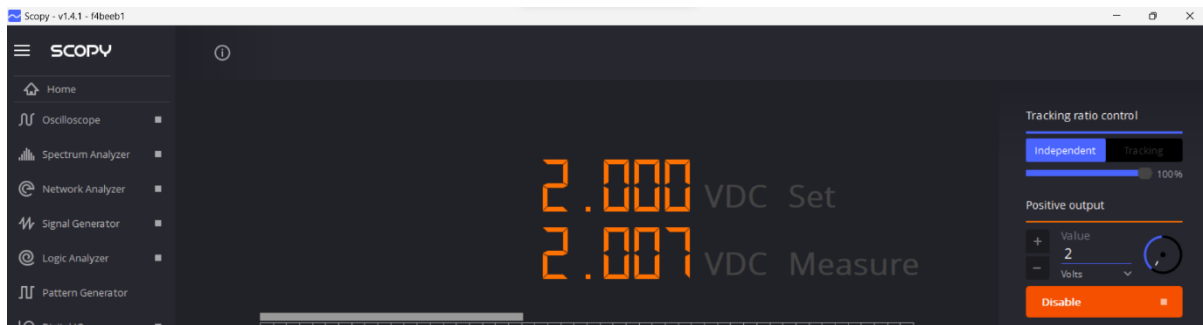 Scopy - v1.4.1 - f4beeb1
SCOPY
Home
Oscilloscope
Spectrum Analyzer
Network Analyzer
Signal Generator
Logic Analyzer
Pattern Generator
2.000 VDC Set
2.007 VDC Measure
Tracking ratio control
Independent Tracking
100%
Positive output
+ Value
2
- Volts
Disable